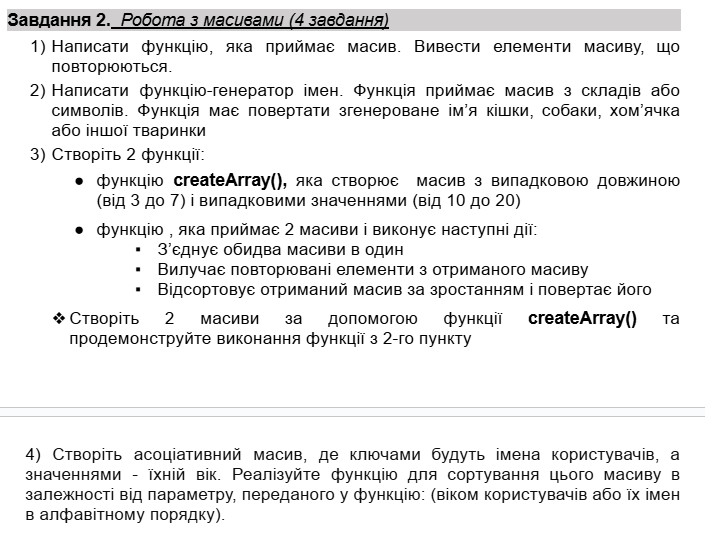 Завдання 2. Робота з масивами (4 завдання)
1) Написати функцію, яка приймає масив. Вивести елементи масиву, що
повторюються.
2) Написати функцію-генератор імен. Функція приймає масив з складів або
символів. Функція має повертати згенероване ім’я кішки, собаки, хом’ячка
або іншої тваринки
3) Створіть 2 функції:
● функцію createArray(), яка створює масив з випадковою довжиною
(від 3 до 7) і випадковими значеннями (від 10 до 20)
● функцію , яка приймає 2 масиви і виконує наступні дії:
▪ З’єднує обидва масиви в один
▪ Вилучає повторювані елементи з отриманого масиву
▪ Відсортовує отриманий масив за зростанням і повертає його
❖ Створіть 2 масиви за допомогою функції createArray() та
продемонструйте виконання функції з 2-го пункту
4) Створіть асоціативний масив, де ключами будуть імена користувачів, а
значеннями - їхній вік. Реалізуйте функцію для сортування цього масиву в
залежності від параметру, переданого у функцію: (віком користувачів або їх імен
в алфавітному порядку).